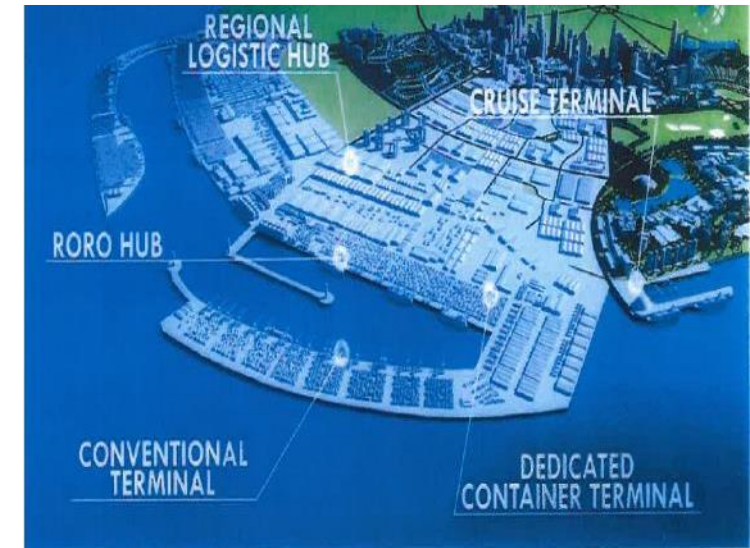 REGIONAL
LOGISTIC HUB
CRUISE TERMINAL
RORO HUB
CONVENTIONAL
TERMINAL
DEDICATED
CONTAINER TERMINAL